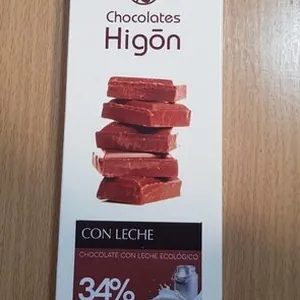 Chocolates
Higōn
CON LECHE
CHOCOLATE CON LECHE ECOLÓGICO
34%